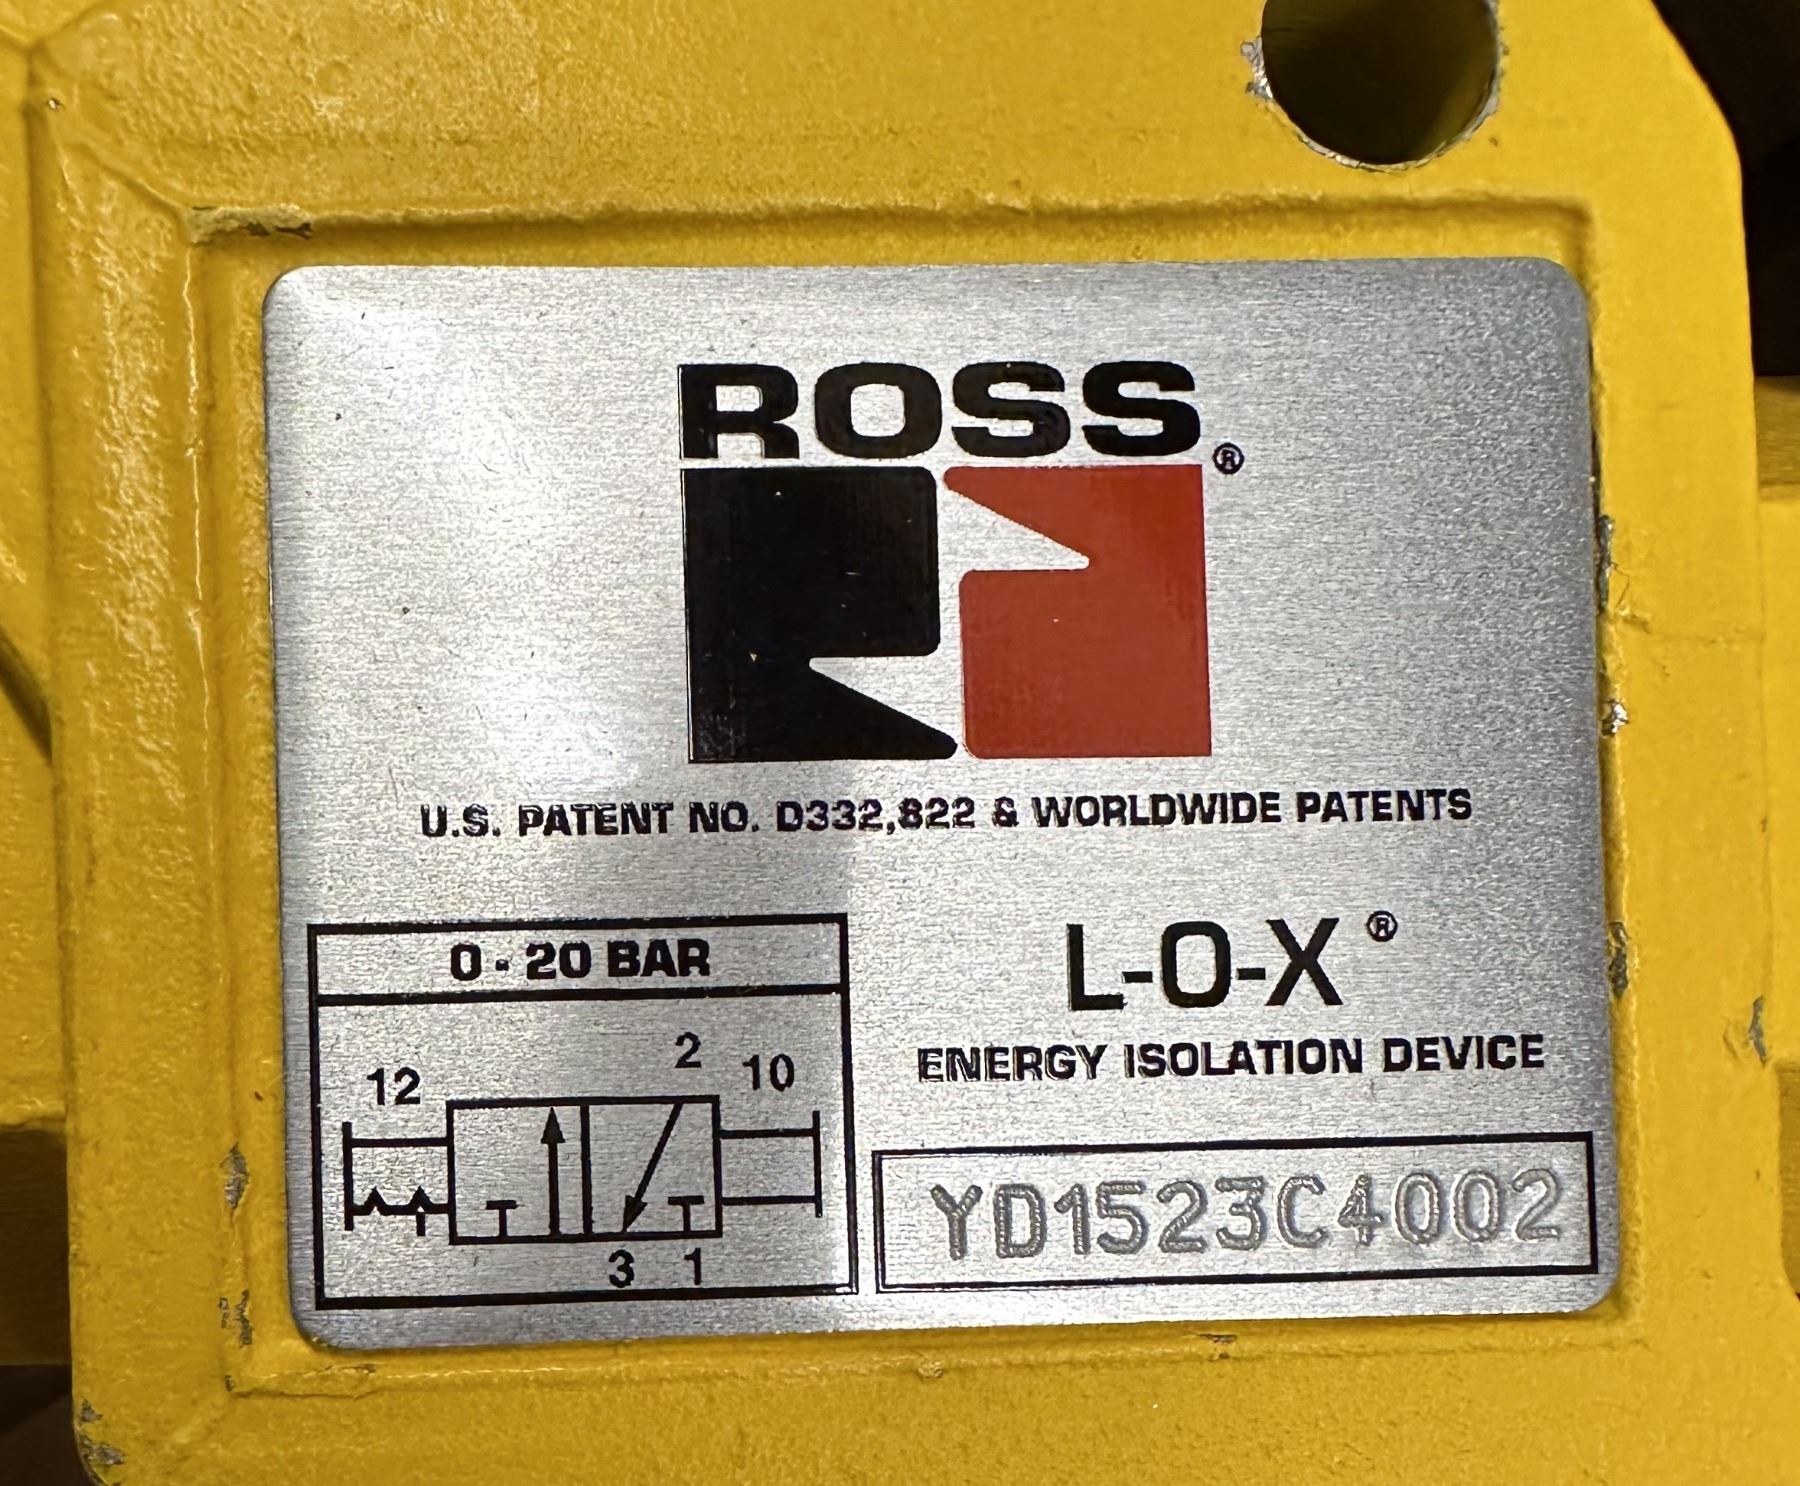 ROSS®
U.S. PATENT NO. D332,822 & WORLDWIDE PATENTS
0 - 20 BAR
12
2
10
3 1
L-O-X®
ENERGY ISOLATION DEVICE
YD1523C4002